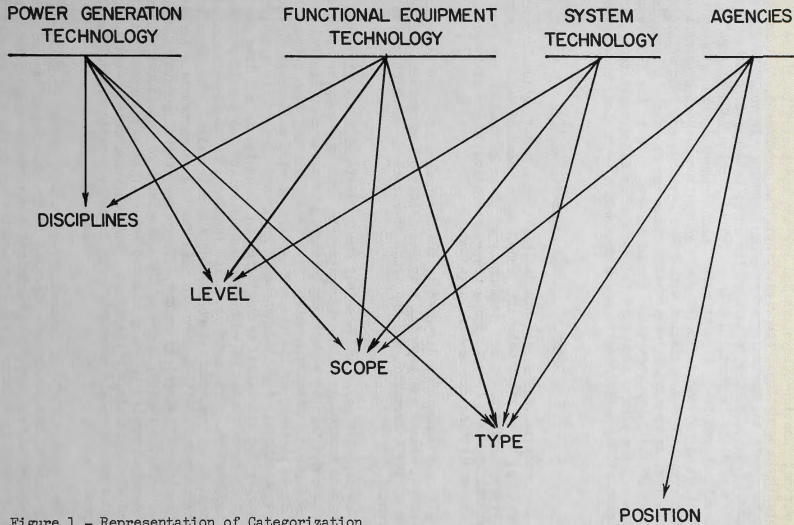 POWER GENERATION
TECHNOLOGY
FUNCTIONAL EQUIPMENT
TECHNOLOGY
SYSTEM
TECHNOLOGY
AGENCIES
DISCIPLINES
LEVEL
SCOPE
TYPE
POSITION
Figure 1 - Representation of Categorization